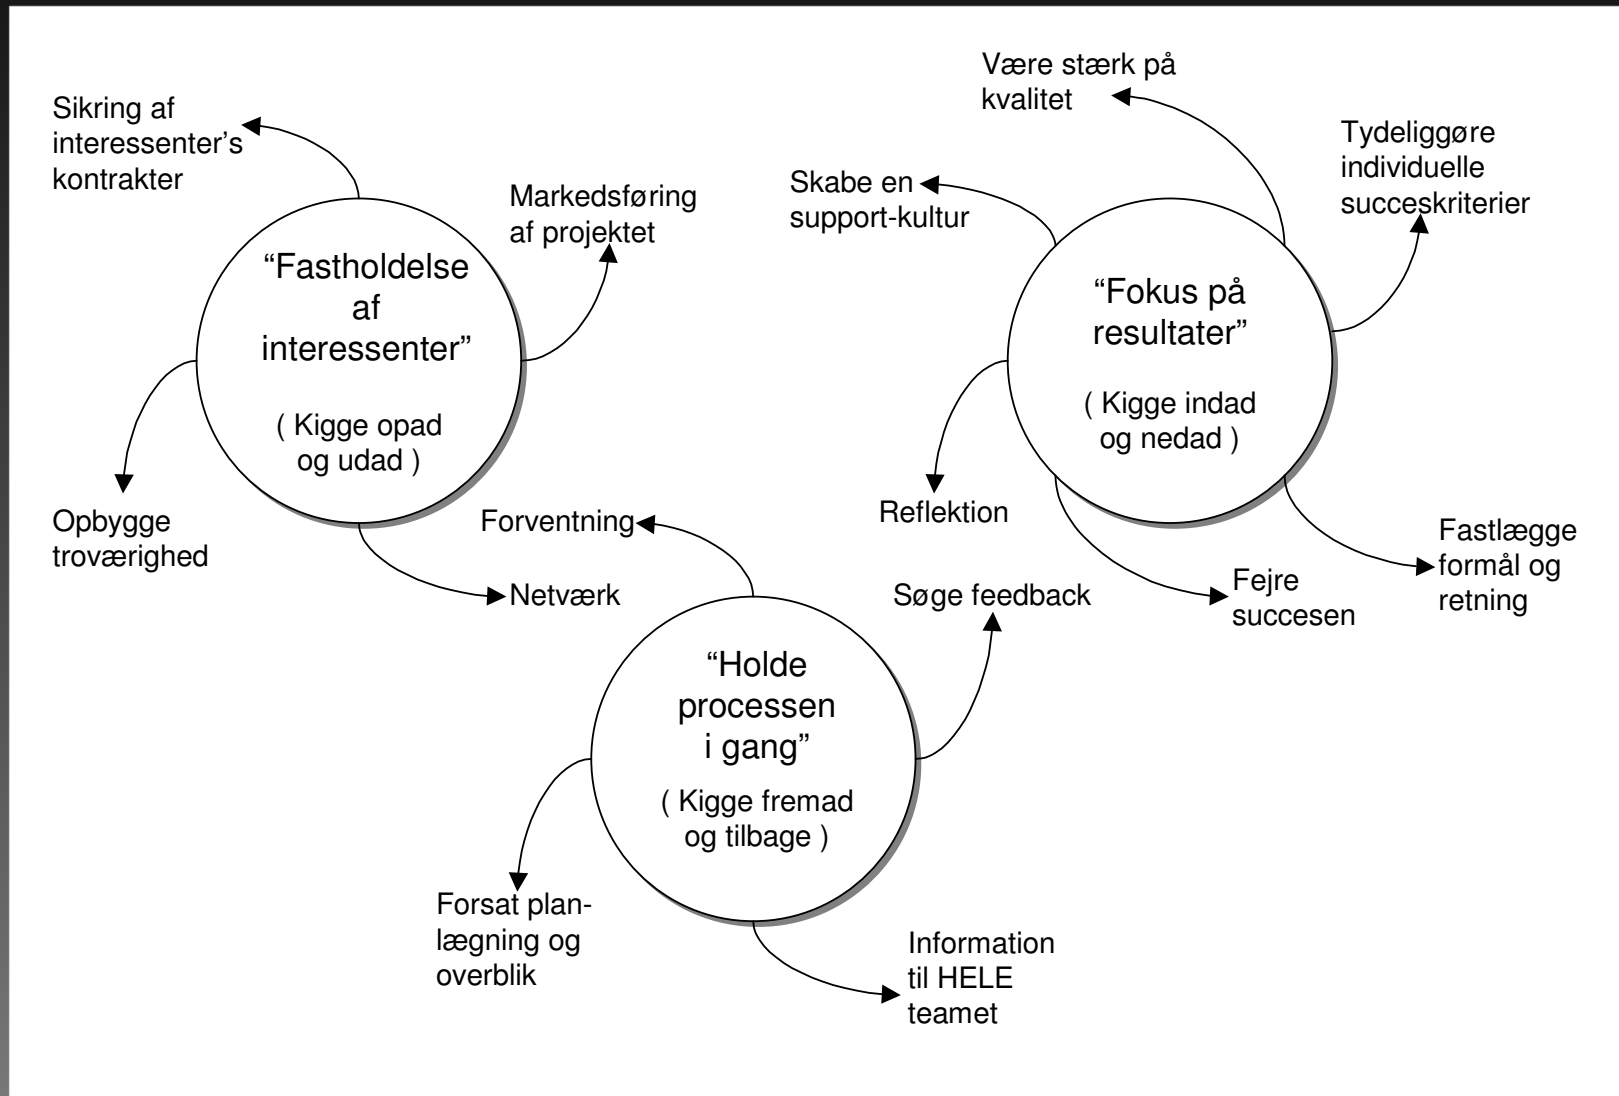 Sikring af
interessenter’s
kontrakter
Markedsføring
af projektet
“Fastholdelse
af
interessenter”
( Kigge opad
og udad )
Opbygge
troværighed
Netværk
Være stærk på
kvalitet
Tydeliggøre
individuelle
succeskriterier
Skabe en
support-kultur
“Fokus på
resultater”
( Kigge indad
og nedad )
Reflektion
Fejre
succesen
Fastlægge
formål og
retning
Forventning
Søge feedback
“Holde
processen
i gang”
( Kigge fremad
og tilbage )
Forsat plan-
lægning og
overblik
Information
til HELE
teamet